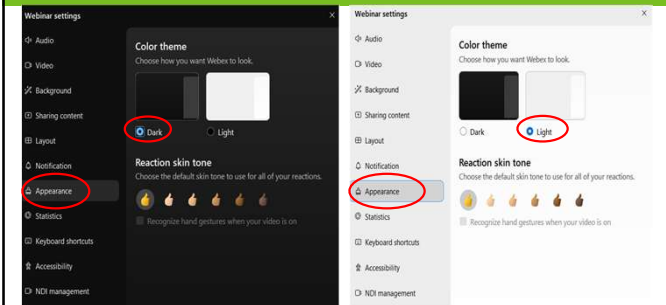 Webinar settings
×
Audio
Video
Background
Sharing content
Layout
Notification
Appearance
Statistics
Keyboard shortcuts
Accessibility
NDI management
Color theme
Choose how you want Webex to look.
Dark
Light
Reaction skin tone
Choose the default skin tone to use for all of your reactions.
Recognize hand gestures when your video is on
Webinar settings
×
Audio
Video
Background
Sharing content
Layout
Notification
Appearance
Statistics
Keyboard shortcuts
Accessibility
NDI management
Color theme
Choose how you want Webex to look.
Dark
Light
Reaction skin tone
Choose the default skin tone to use for all of your reactions.
Recognize hand gestures when your video is on